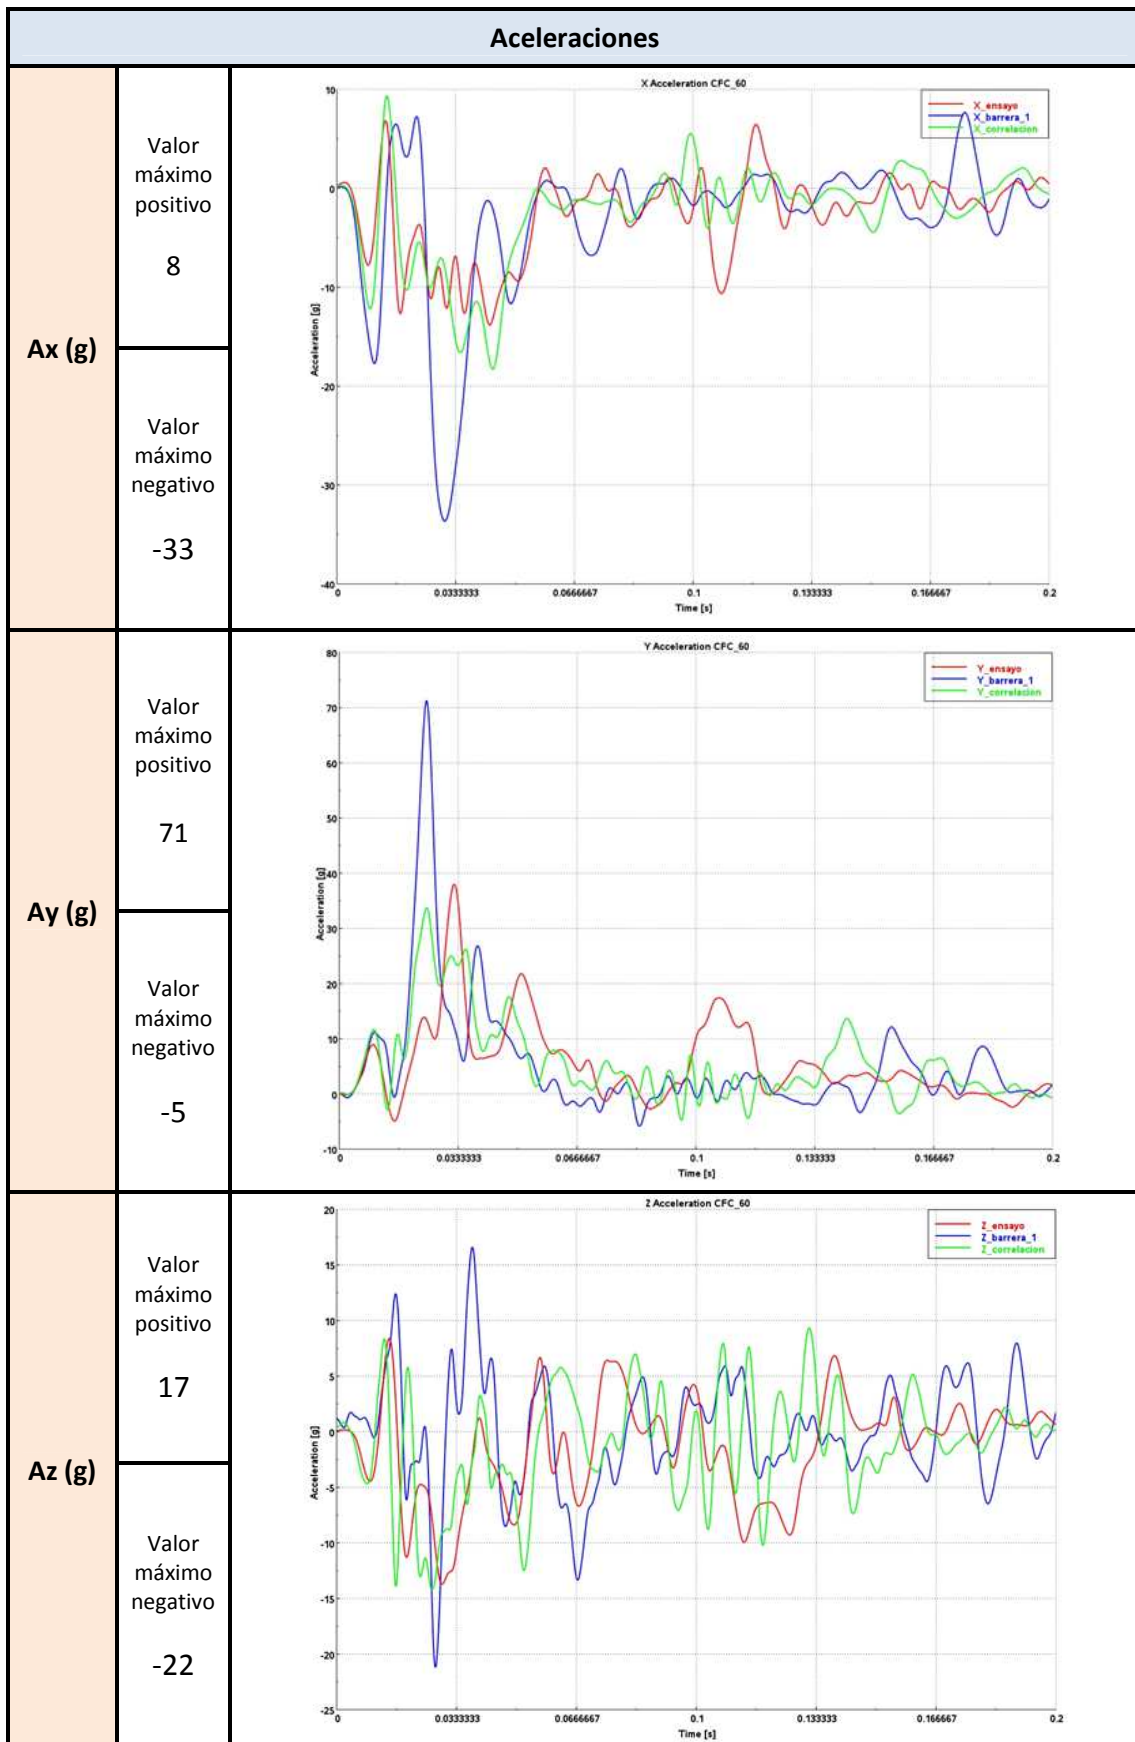 Aceleraciones
Ax (g)
Valor
máximo
positivo
8
Valor
máximo
negativo
-33
X Acceleration CFC_60
X_ensayo
X_barrera_1
X_correlacion
10
0
-10
-20
-30
-40
Acceleration [g]
0
0.0333333
0.0666667
0.1
0.133333
0.166667
0.2
Time [s]
Ay (g)
Valor
máximo
positivo
71
Valor
máximo
negativo
-5
Y Acceleration CFC_60
Y_ensayo
Y_barrera_1
Y_correlacion
80
70
60
50
40
30
20
10
0
-10
Acceleration [g]
0
0.0333333
0.0666667
0.1
0.133333
0.166667
0.2
Time [s]
Az (g)
Valor
máximo
positivo
17
Valor
máximo
negativo
-22
Z Acceleration CFC_60
Z_ensayo
Z_barrera_1
Z_correlacion
20
15
10
5
0
-5
-10
-15
-20
-25
Acceleration [g]
0
0.0333333
0.0666667
0.1
0.133333
0.166667
0.2
Time [s]